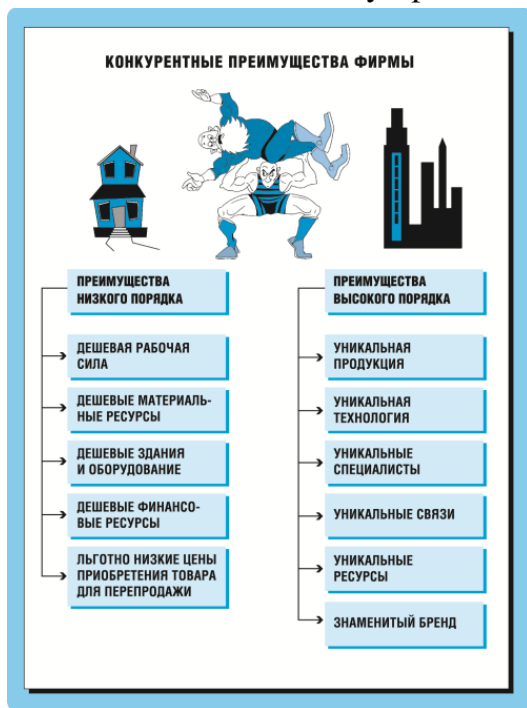 КОНКУРЕНТНЫЕ ПРЕИМУЩЕСТВА ФИРМЫ
ПРЕИМУЩЕСТВА
НИЗКОГО ПОРЯДКА
ДЕШЕВАЯ РАБОЧАЯ
СИЛА
ДЕШЕВЫЕ МАТЕРИАЛЬ-
НЫЕ РЕСУРСЫ
ДЕШЕВЫЕ ЗДАНИЯ
И ОБОРУДОВАНИЕ
ДЕШЕВЫЕ ФИНАНСО-
ВЫЕ РЕСУРСЫ
ЛЬГОТНО НИЗКИЕ ЦЕНЫ
ПРИОБРЕТЕНИЯ ТОВАРА
ДЛЯ ПЕРЕПРОДАЖИ
ПРЕИМУЩЕСТВА
ВЫСОКОГО ПОРЯДКА
УНИКАЛЬНАЯ
ПРОДУКЦИЯ
УНИКАЛЬНАЯ
ТЕХНОЛОГИЯ
УНИКАЛЬНЫЕ
СПЕЦИАЛИСТЫ
УНИКАЛЬНЫЕ СВЯЗИ
УНИКАЛЬНЫЕ
РЕСУРСЫ
ЗНАМЕНИТЫЙ БРЕНД